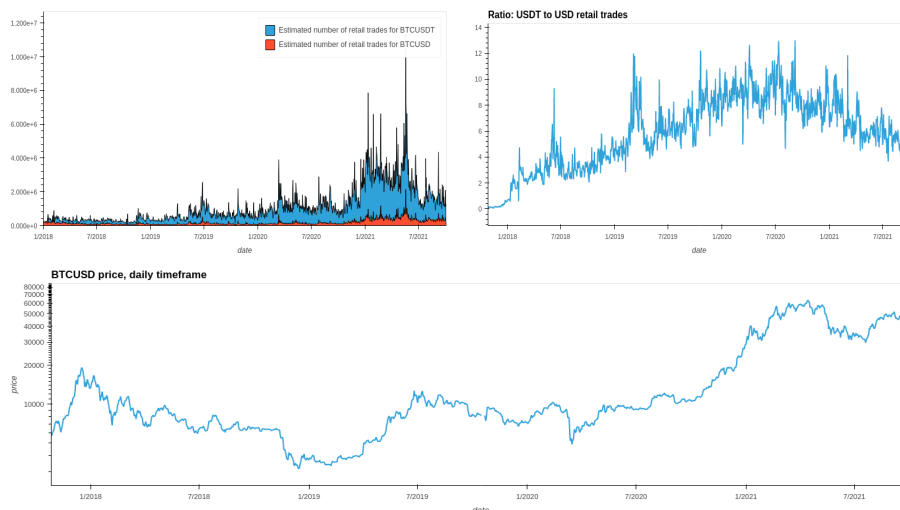 Ratio: USDT to USD retail trades
1.200e+7
1.000e+7
8.000e+6
6.000e+6
4.000e+6
2.000e+6
0.000e+0
Estimated number of retail trades for BTCUSDT
Estimated number of retail trades for BTCUSD
1/2018 7/2018 1/2019 7/2019 1/2020 7/2020 1/2021 7/2021
date
14
12
10
8
6
4
2
0
1/2018 7/2018 1/2019 7/2019 1/2020 7/2020 1/2021 7/2021
date
BTCUSD price, daily timeframe
80000
70000
60000
50000
40000
30000
20000
10000
price
1/2018 7/2018 1/2019 7/2019 1/2020 7/2020 1/2021 7/2021
date